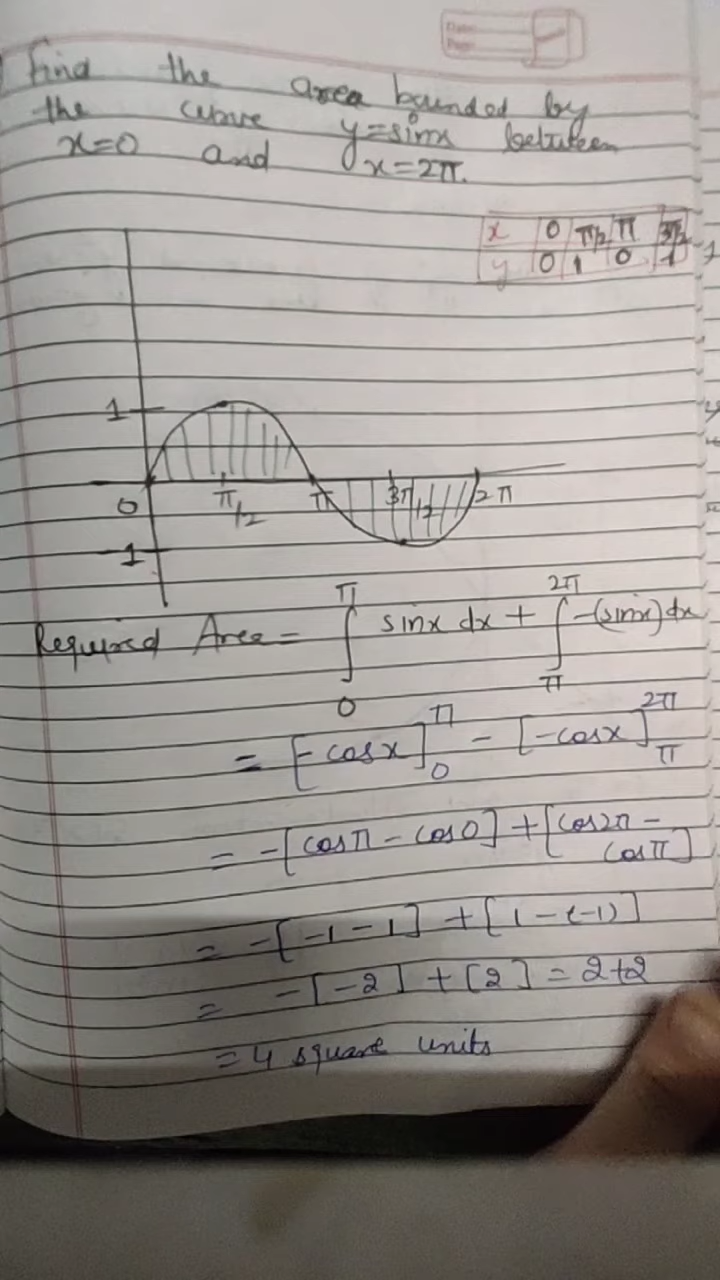 Find the area bounded by
the curve y=sinx between
x=0 and x=2π.
x 0 π/2 π 3π/2
y 0 1 0 -1
1
0 π/2 π 3π/2 2π
-1
Required Area = ∫₀^π sinx dx + ∫_π^2π -(sinx)dx
= [-cosx]₀^π - [-cosx]_π^2π
= -[cosπ - cos0] + [cos2π -
cosπ]
= -[-1-1] + [1-(-1)]
= -[-2] + [2] = 2+2
= 4 square units